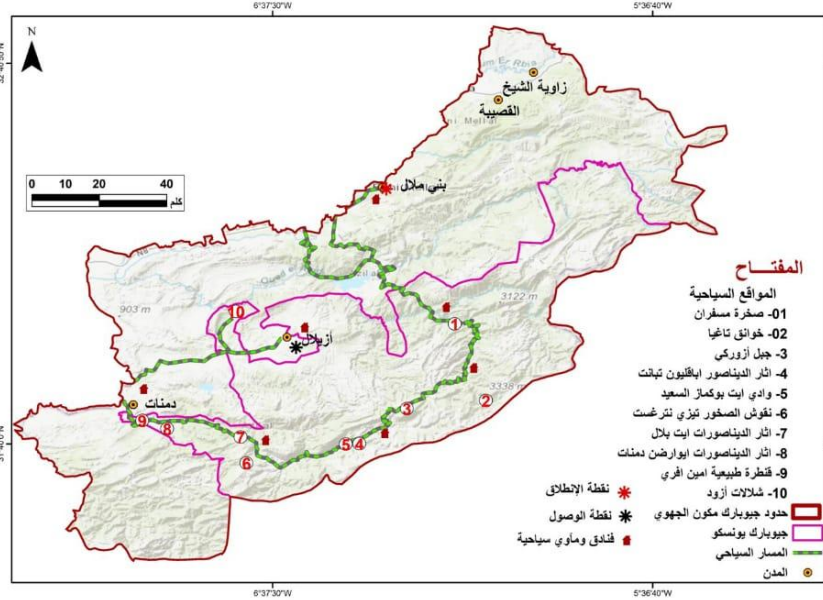 6°37'30"W
5°36'40"W
N
زاوية الشيخ
القصيبة
بني ملال
0 10 20 40
كلم
903 m
3122 m
3338 m
10
1
2
3
4
5
6
7
8
9
أزيلال
دمنات
المفتـــاح
المواقع السياحية
01- صخرة مسفران
02- خوانق تاغيا
3- جبل أزوركي
4- اثار الديناصور اباقليون تبانت
5- وادي ايت بوكماز السعيد
6- نقوش الصخور تيزي نترغست
7- اثار الديناصورات ايت بلال
8- اثار الديناصورات ايوارضن دمنات
9- قنطرة طبيعية امين افري
10- شلالات أزود
حدود جيوبارك مكون الجهوي
جيوبارك يونسكو
المسار السياحي
المدن
نقطة الإنطلاق
نقطة الوصول
فنادق ومأوي سياحية
6°37'30"W
5°36'40"W